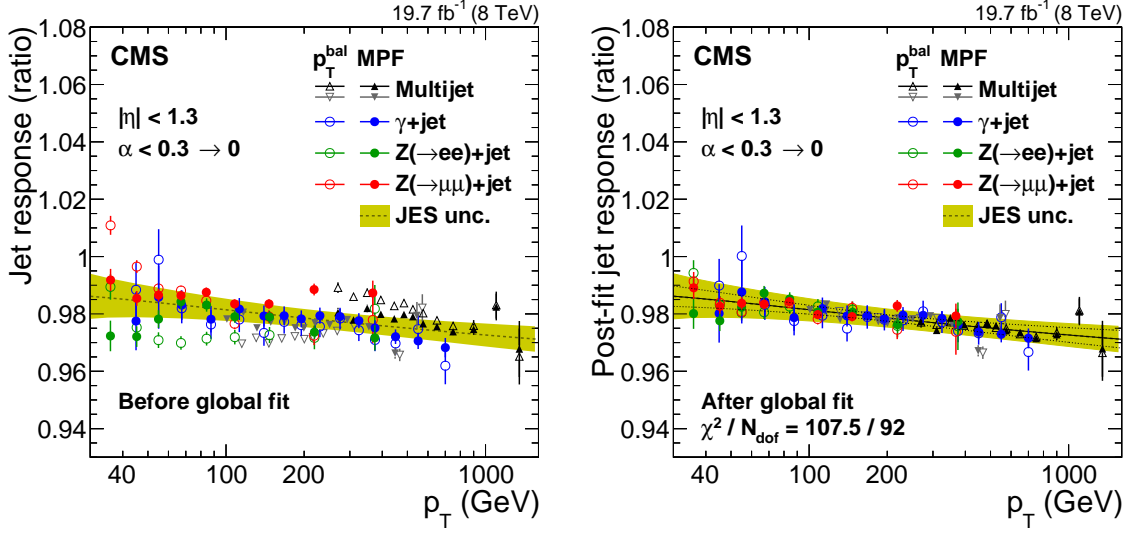 19.7 fb⁻¹ (8 TeV)
Jet response (ratio)
1.08
1.06
1.04
1.02
1
0.98
0.96
0.94
CMS
|η| < 1.3
α < 0.3 → 0
p_T^bal MPF
Multijet
γ+jet
Z(→ee)+jet
Z(→μμ)+jet
JES unc.
Before global fit
40 100 200 1000
p_T (GeV)
19.7 fb⁻¹ (8 TeV)
Post-fit jet response (ratio)
1.08
1.06
1.04
1.02
1
0.98
0.96
0.94
CMS
|η| < 1.3
α < 0.3 → 0
p_T^bal MPF
Multijet
γ+jet
Z(→ee)+jet
Z(→μμ)+jet
JES unc.
After global fit
χ² / N_dof = 107.5 / 92
40 100 200 1000
p_T (GeV)